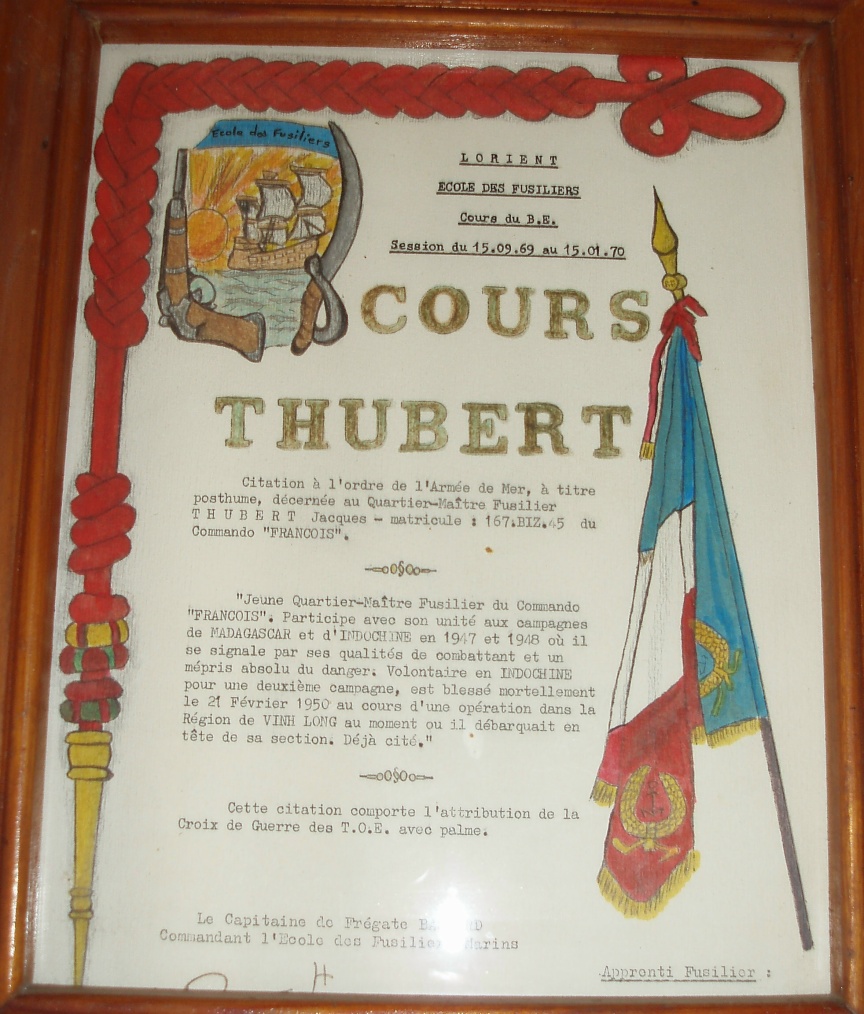 Ecole des Fusiliers
LORIENT
ECOLE DES FUSILIERS
Cours du B.E.
Session du 15.09.69 au 15.01.70
COURS
THUBERT
Citation à l'ordre de l'Armée de Mer, à titre
posthume, décernée au Quartier-Maître Fusilier
THUBERT Jacques - matricule : 167.BIZ.45 du
Commando "FRANCOIS".
"Jeune Quartier-Maître Fusilier du Commando
"FRANCOIS". Participe avec son unité aux campagnes
de MADAGASCAR et d'INDOCHINE en 1947 et 1948 où il
se signale par ses qualités de combattant et un
mépris absolu du danger. Volontaire en INDOCHINE
pour une deuxième campagne, est blessé mortellement
le 21 Février 1950 au cours d'une opération dans la
Région de VINH LONG au moment ou il débarquait en
tête de sa section. Déjà cité."
Cette citation comporte l'attribution de la
Croix de Guerre des T.O.E. avec palme.
Le Capitaine de Frégate
Commandant l'Ecole des Fusiliers Marins
Apprenti Fusilier :